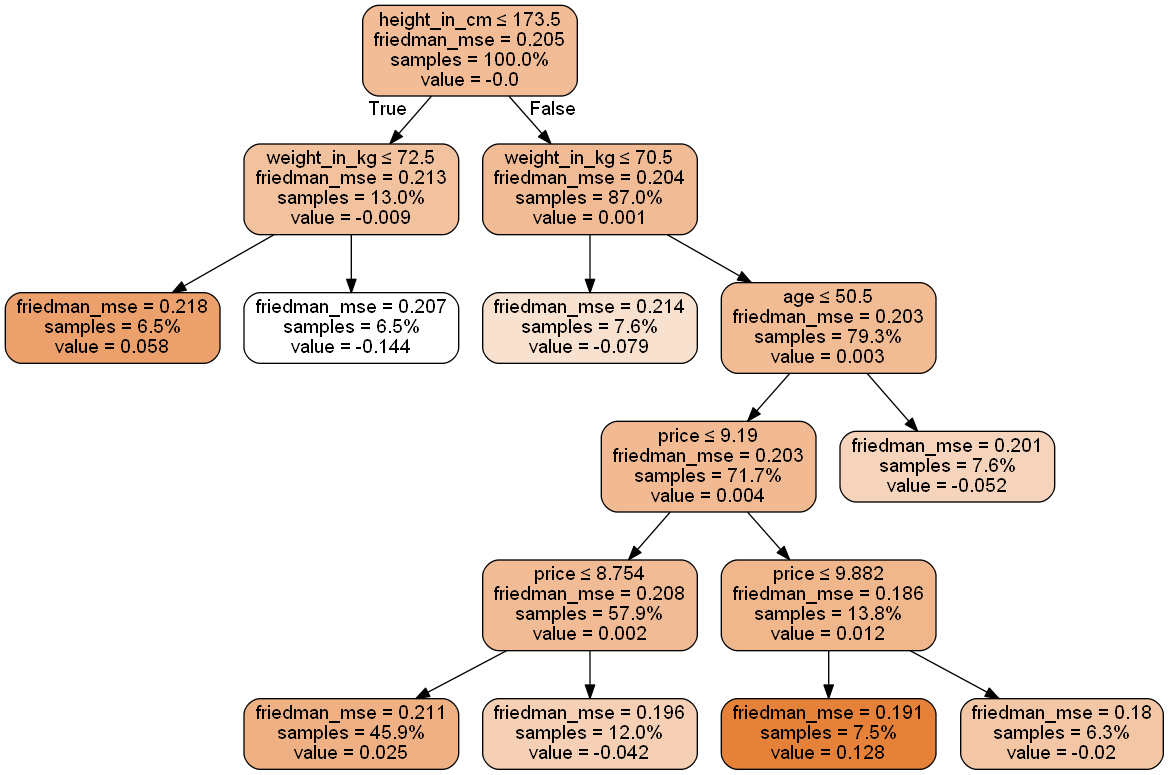 height_in_cm ≤ 173.5
friedman_mse = 0.205
samples = 100.0%
value = -0.0
True
False
weight_in_kg ≤ 72.5
friedman_mse = 0.213
samples = 13.0%
value = -0.009
weight_in_kg ≤ 70.5
friedman_mse = 0.204
samples = 87.0%
value = 0.001
friedman_mse = 0.218
samples = 6.5%
value = 0.058
friedman_mse = 0.207
samples = 6.5%
value = -0.144
friedman_mse = 0.214
samples = 7.6%
value = -0.079
age ≤ 50.5
friedman_mse = 0.203
samples = 79.3%
value = 0.003
price ≤ 9.19
friedman_mse = 0.203
samples = 71.7%
value = 0.004
friedman_mse = 0.201
samples = 7.6%
value = -0.052
price ≤ 8.754
friedman_mse = 0.208
samples = 57.9%
value = 0.002
price ≤ 9.882
friedman_mse = 0.186
samples = 13.8%
value = 0.012
friedman_mse = 0.211
samples = 45.9%
value = 0.025
friedman_mse = 0.196
samples = 12.0%
value = -0.042
friedman_mse = 0.191
samples = 7.5%
value = 0.128
friedman_mse = 0.18
samples = 6.3%
value = -0.02